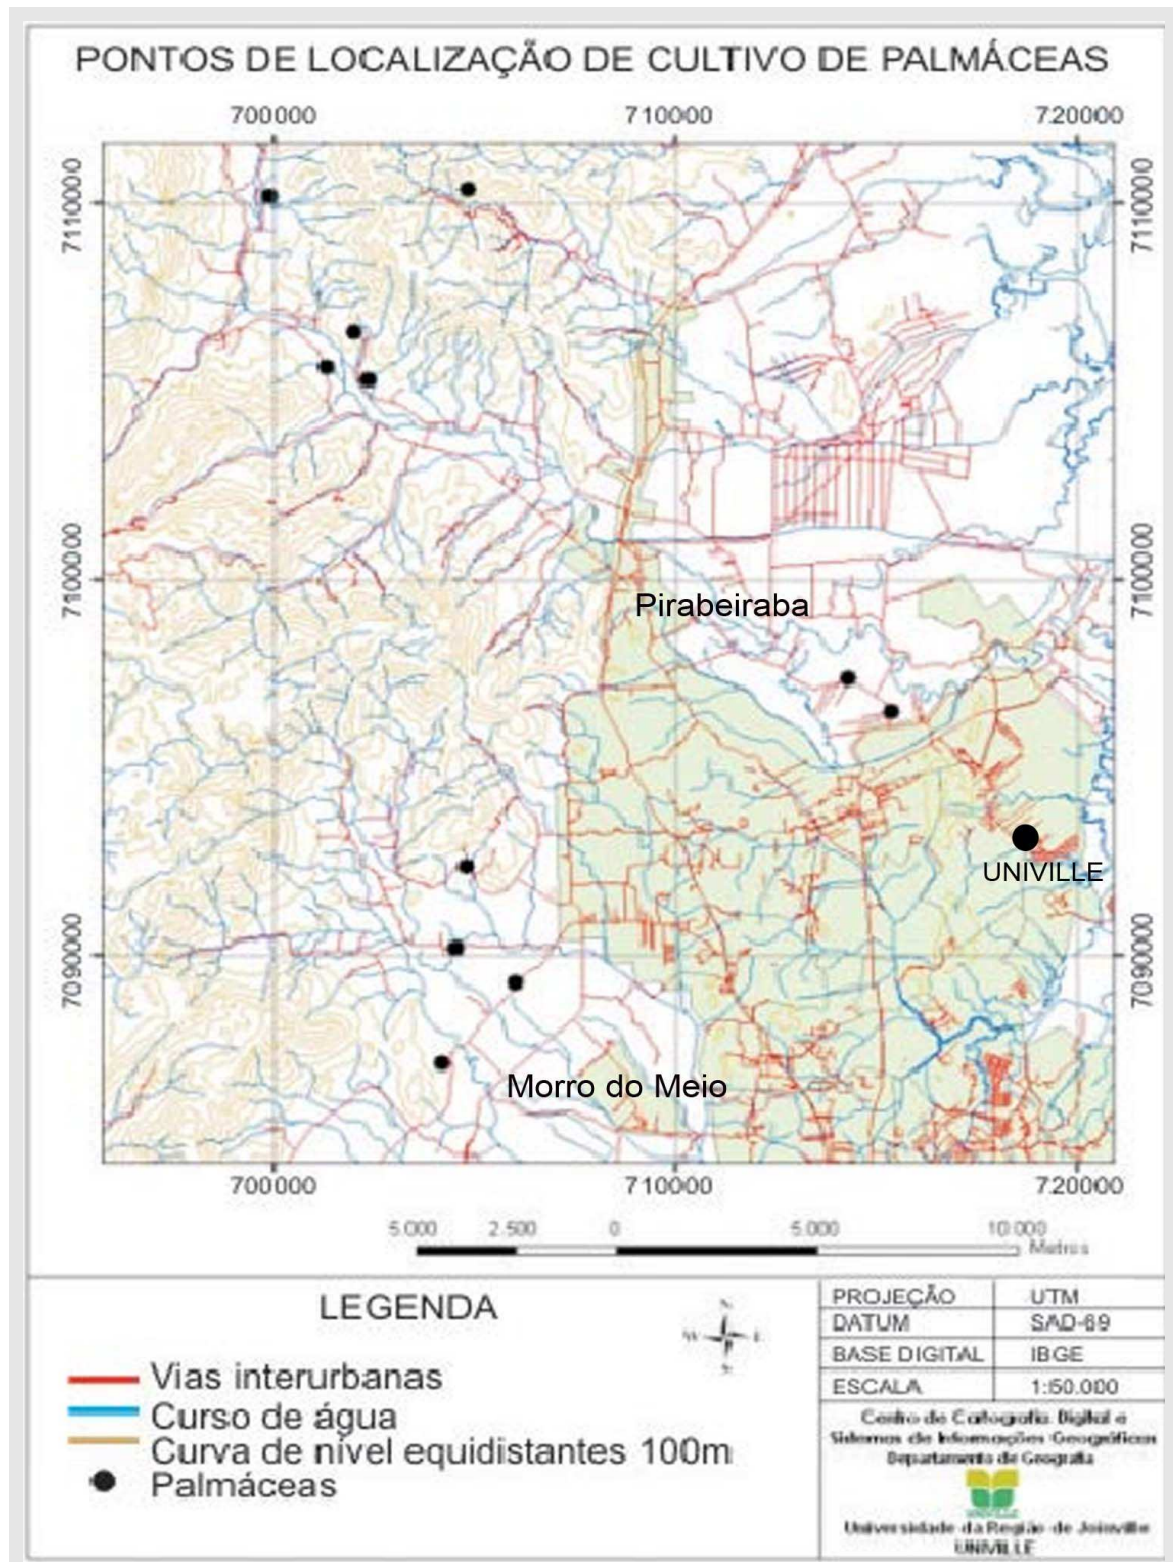 PONTOS DE LOCALIZAÇÃO DE CULTIVO DE PALMÁCEAS
700000 710000 720000
7110000 7110000
7100000 7100000
Pirabeiraba
UNIVILLE
7090000 7090000
Morro do Meio
700000 710000 720000
5.000 2.500 0 5.000 10.000
Metros
LEGENDA
N
W E
S
Vias interurbanas
Curso de água
Curva de nível equidistantes 100m
Palmáceas
PROJEÇÃO UTM
DATUM SAD-69
BASE DIGITAL IBGE
ESCALA 1:50.000
Centro de Cartografia Digital e
Sistemas de Informações Geográficas
Departamento de Geografia
UNIVILLE
Universidade da Região de Joinville
UNIVILLE